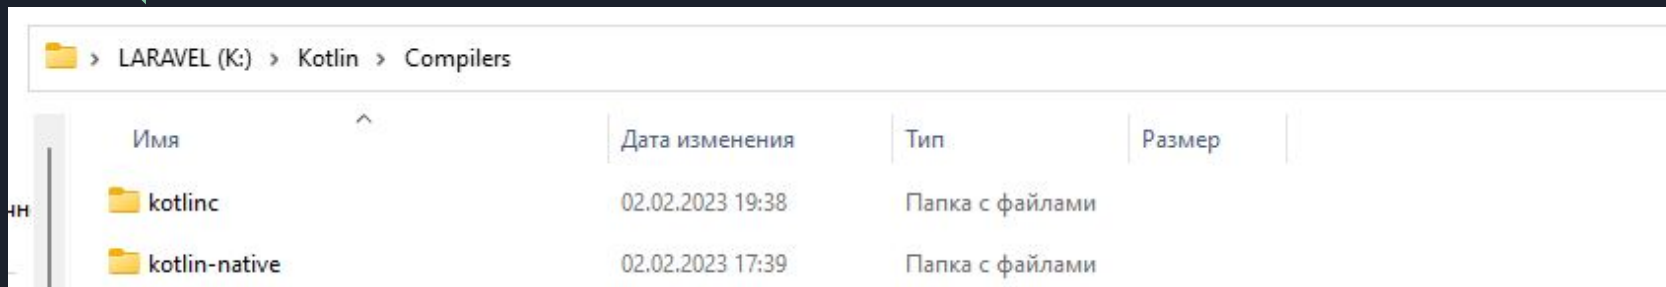 LARAVEL (K:) > Kotlin > Compilers
Имя Дата изменения Тип Размер
kotlinc 02.02.2023 19:38 Папка с файлами
kotlin-native 02.02.2023 17:39 Папка с файлами